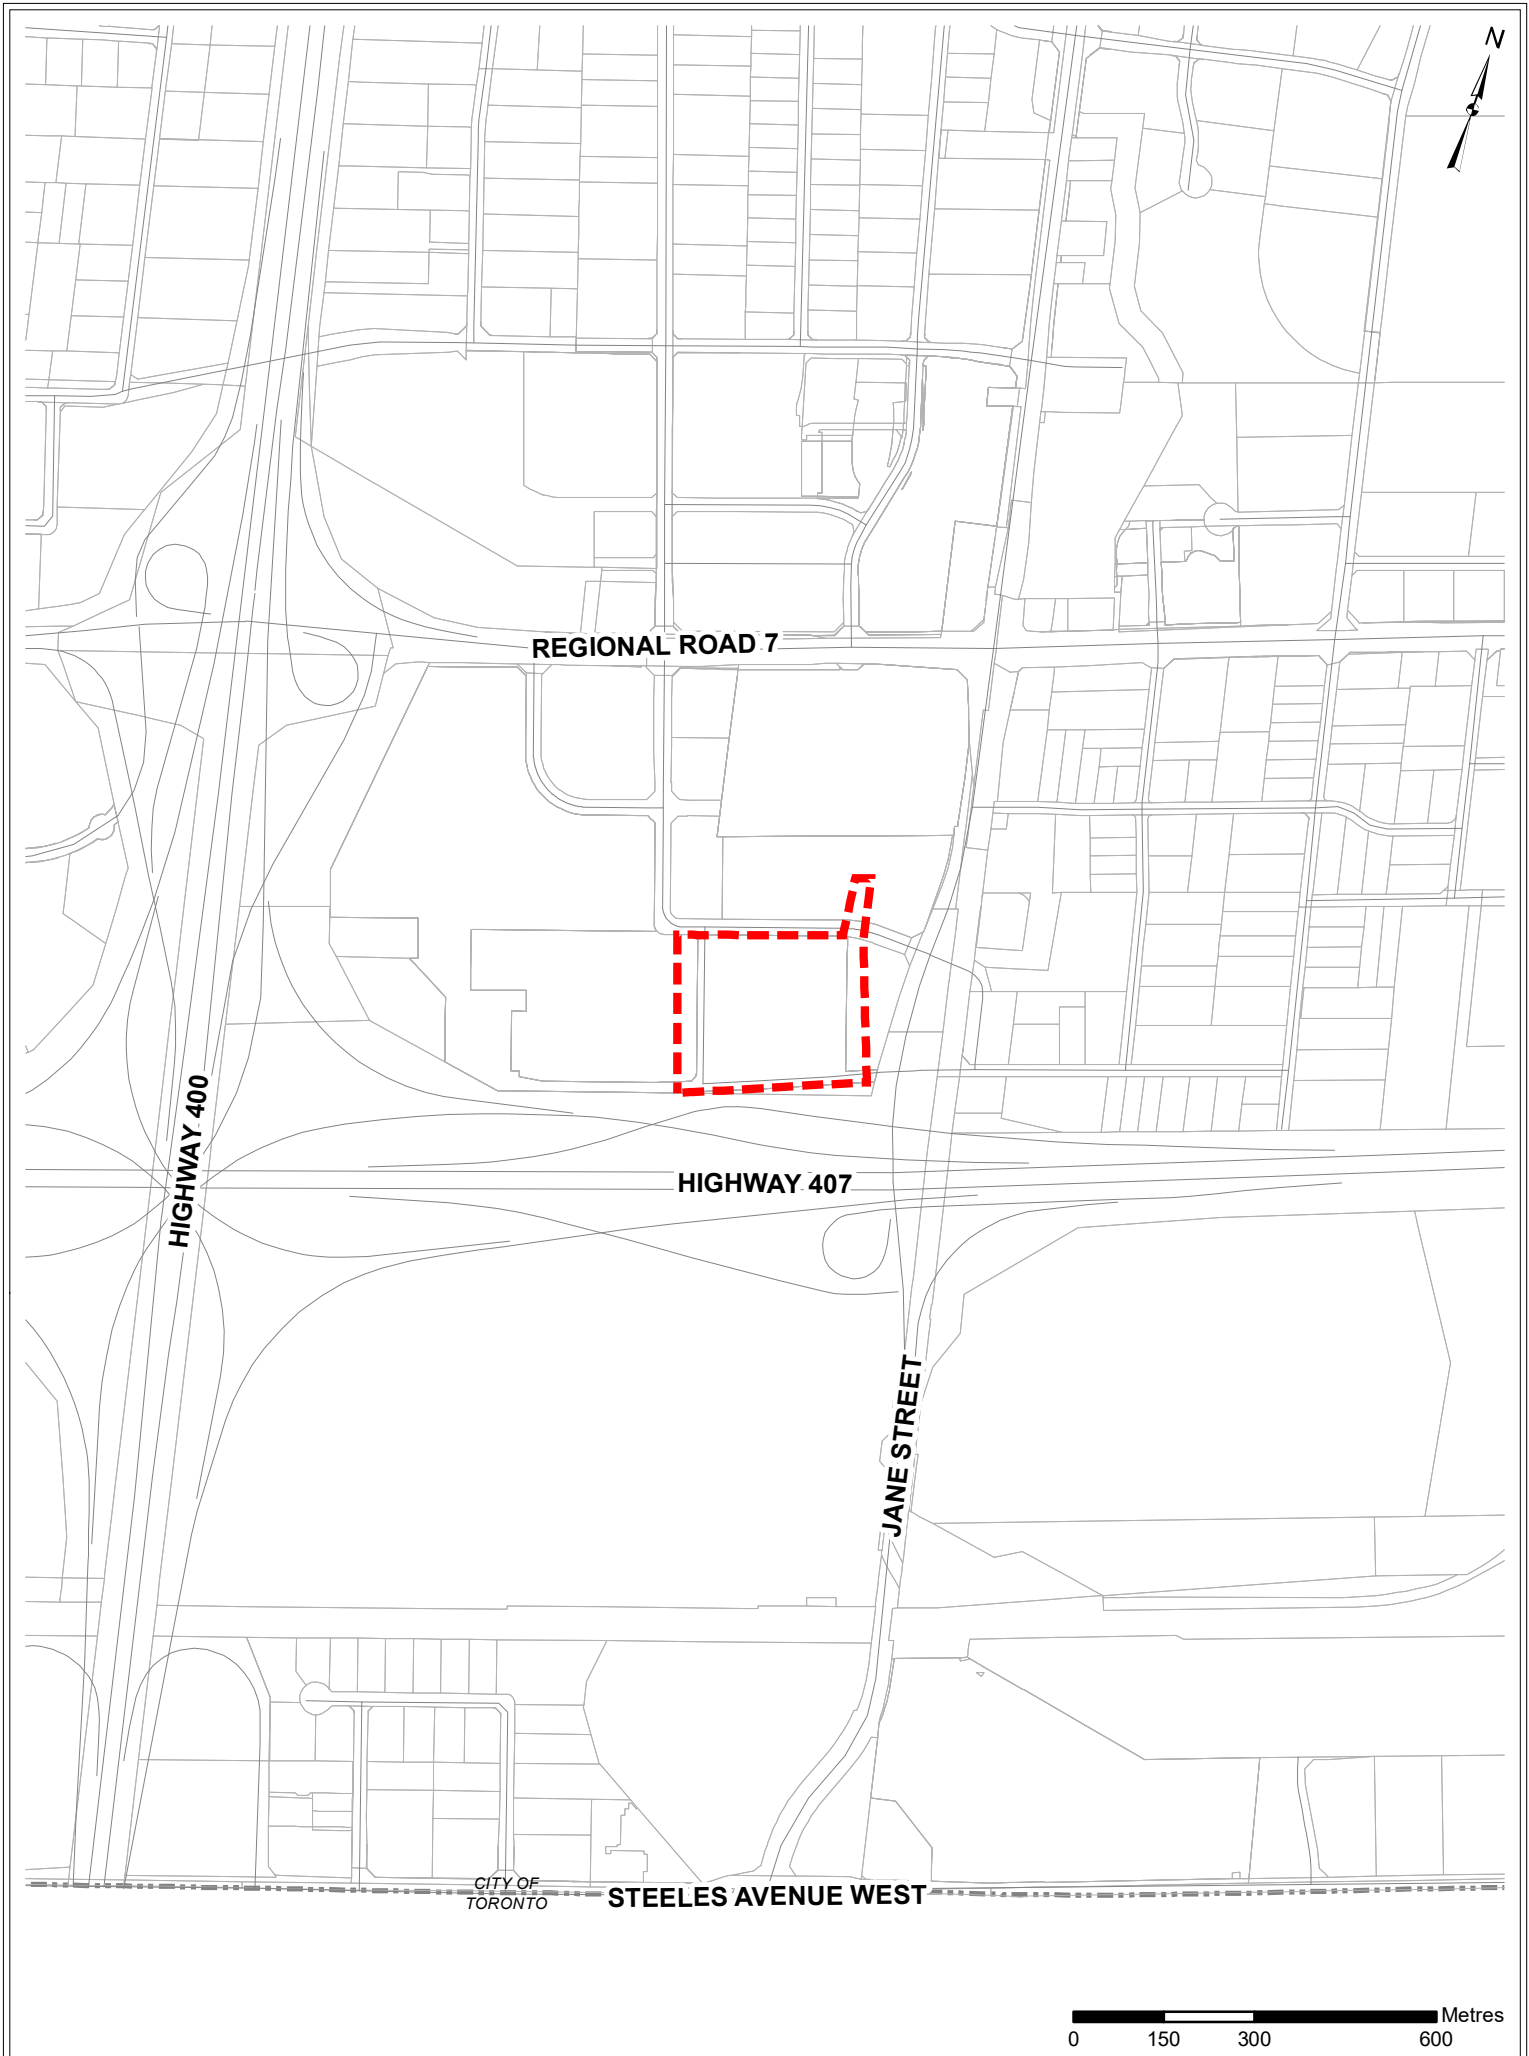 N
REGIONAL ROAD 7
HIGHWAY 400
HIGHWAY 407
JANE STREET
CITY OF
TORONTO
STEELES AVENUE WEST
Metres
0 150 300 600